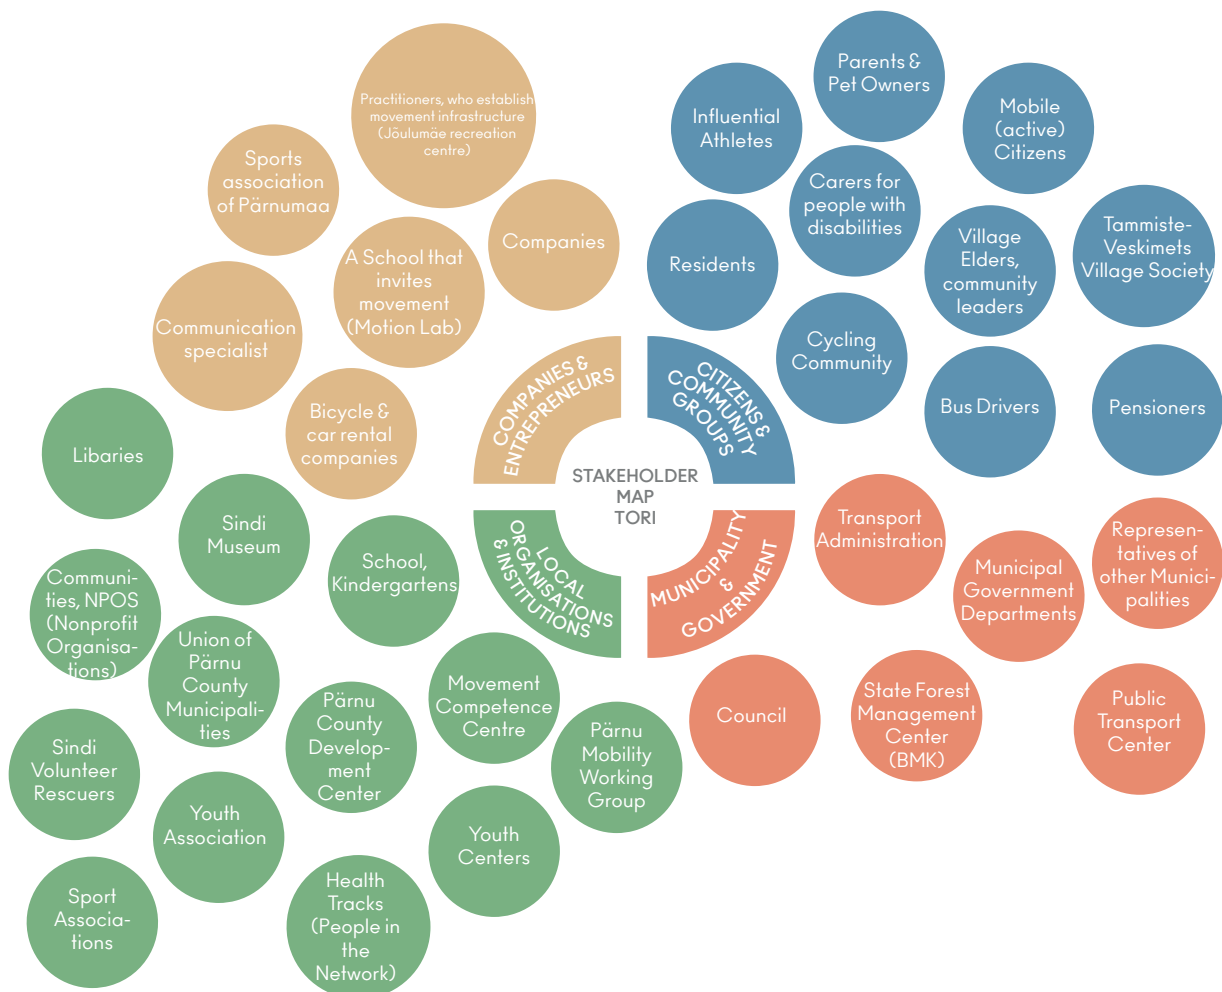 Practitioners, who establish
movement infrastructure
(Jõulumäe recreation
centre)
Sports
association
of Pärnumaa
A School that
invites
movement
(Motion Lab)
Companies
Communication
specialist
Bicycle &
car rental
companies
COMPANIES &
ENTREPRENEURS
Parents &
Pet Owners
Influential
Athletes
Mobile
(active)
Citizens
Carers for
people with
disabilities
Residents
Village
Elders,
community
leaders
Tammiste-
Veskimets
Village Society
Cycling
Community
Bus Drivers
Pensioners
CITIZENS &
COMMUNITY
GROUPS
STAKEHOLDER
MAP
TORI
Libaries
Sindi
Museum
School,
Kindergartens
Communi-
ties, NPOS
(Nonprofit
Organisa-
tions)
Union of
Pärnu
County
Municipali-
ties
Pärnu
County
Develop-
ment
Center
Movement
Competence
Centre
Pärnu
Mobility
Working
Group
Sindi
Volunteer
Rescuers
Youth
Association
Youth
Centers
Sport
Associa-
tions
Health
Tracks
(People in
the
Network)
LOCAL
ORGANISATIONS
& INSTITUTIONS
MUNICIPALITY
&
GOVERNMENT
Transport
Administration
Municipal
Government
Departments
Represen-
tatives of
other Munici-
palities
Council
State Forest
Management
Center
(BMK)
Public
Transport
Center